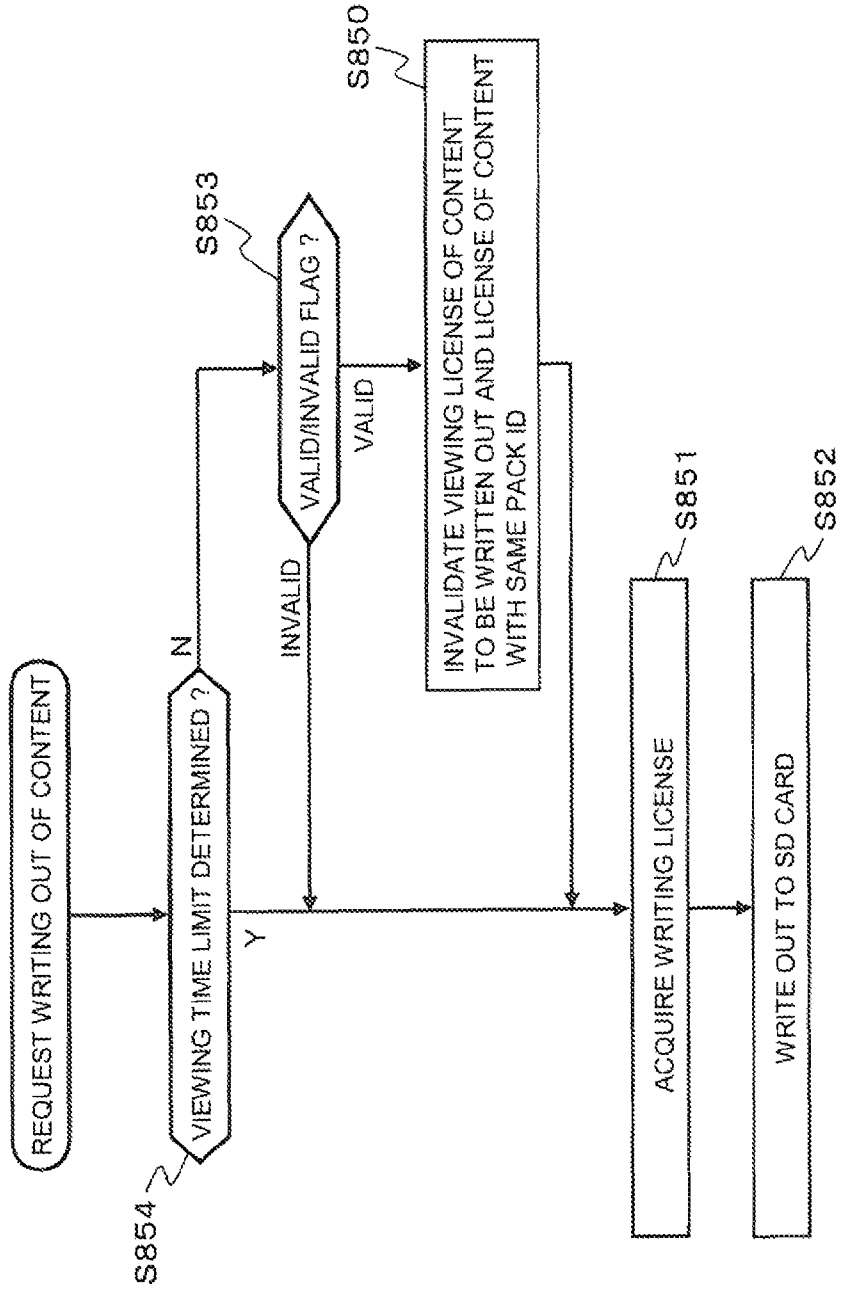 REQUEST WRITING OUT OF CONTENT
S854
VIEWING TIME LIMIT DETERMINED ?
N
Y
S853
VALID/INVALID FLAG ?
INVALID
VALID
S850
INVALIDATE VIEWING LICENSE OF CONTENT
TO BE WRITTEN OUT AND LICENSE OF CONTENT
WITH SAME PACK ID
S851
ACQUIRE WRITING LICENSE
S852
WRITE OUT TO SD CARD